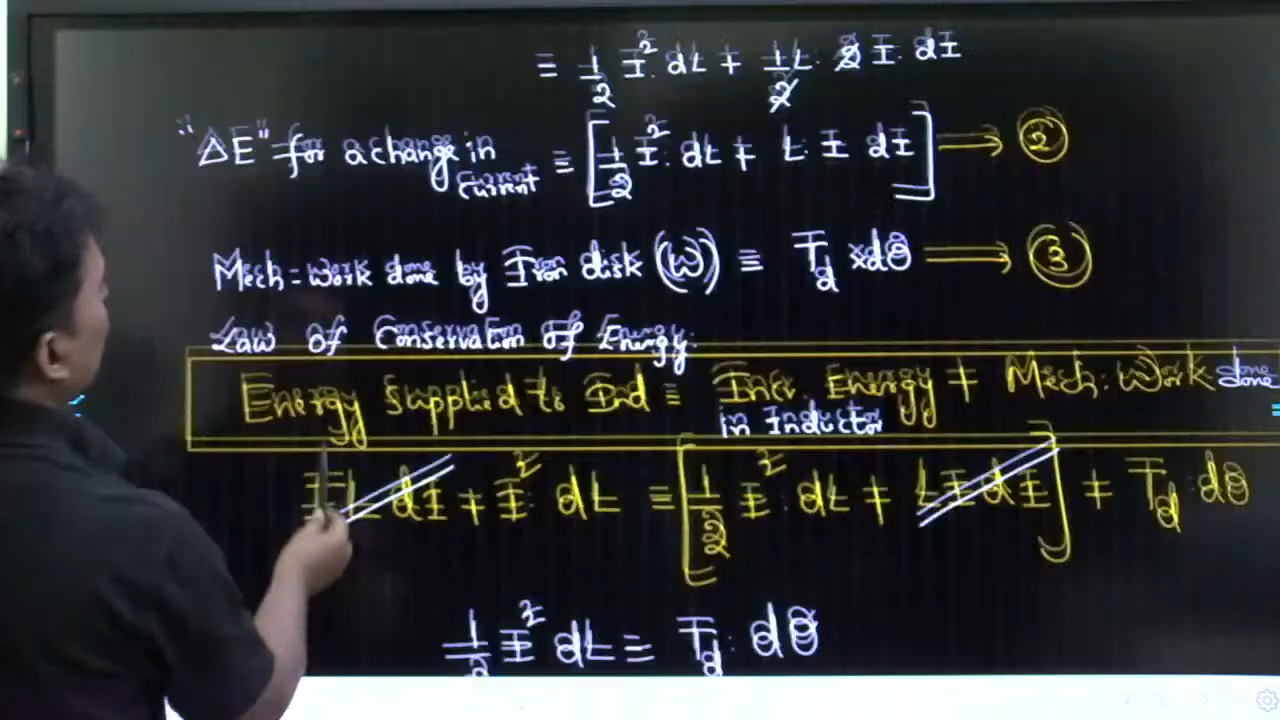 ≡ 1/2 I² dL + 1/2 L. 2 I. dI
"ΔE" for a change in Current ≡ [1/2 I². dL + L. I dI] → ②
Mech-work done by Iron disk (W) ≡ Td × dθ → ③
Law of Conservation of Energy.
Energy Supplied to Ind ≡ Incr. Energy in Inductor + Mech. Work done
IL dI + I². dL ≡ [1/2 I². dL + LI dI] + Td. dθ
1/2 I² dL ≡ Td. dθ